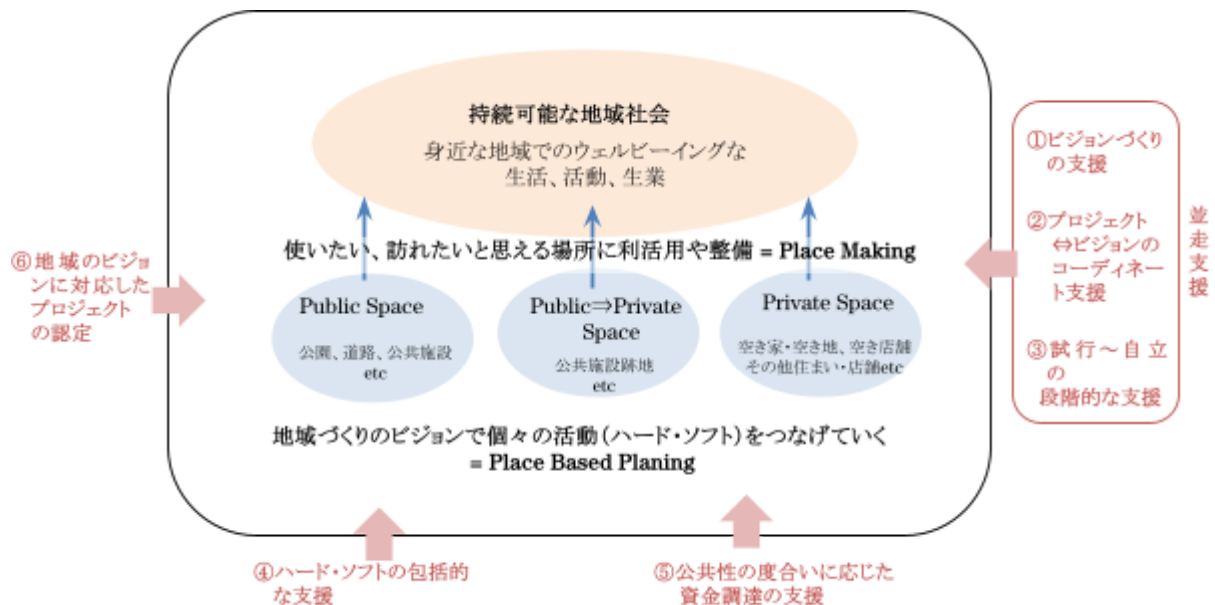 持続可能な地域社会
身近な地域でのウェルビーイングな
生活、活動、生業
使いたい、訪れたいと思える場所に利活用や整備 = Place Making
Public Space
公園、道路、公共施設
etc
Public⇒Private
Space
公共施設跡地
etc
Private Space
空き家・空き地、空き店舗
その他住まい・店舗etc
地域づくりのビジョンで個々の活動（ハード・ソフト）をつなげていく
= Place Based Planing
①ビジョンづくり
の支援
②プロジェクト
⇔ビジョンの
コーディネー
ト支援
③試行～自立
の
段階的な支援
並走支援
④ハード・ソフトの包括的
な支援
⑤公共性の度合いに応じた
資金調達の支援
⑥地域のビジョ
ンに対応した
プロジェクト
の認定